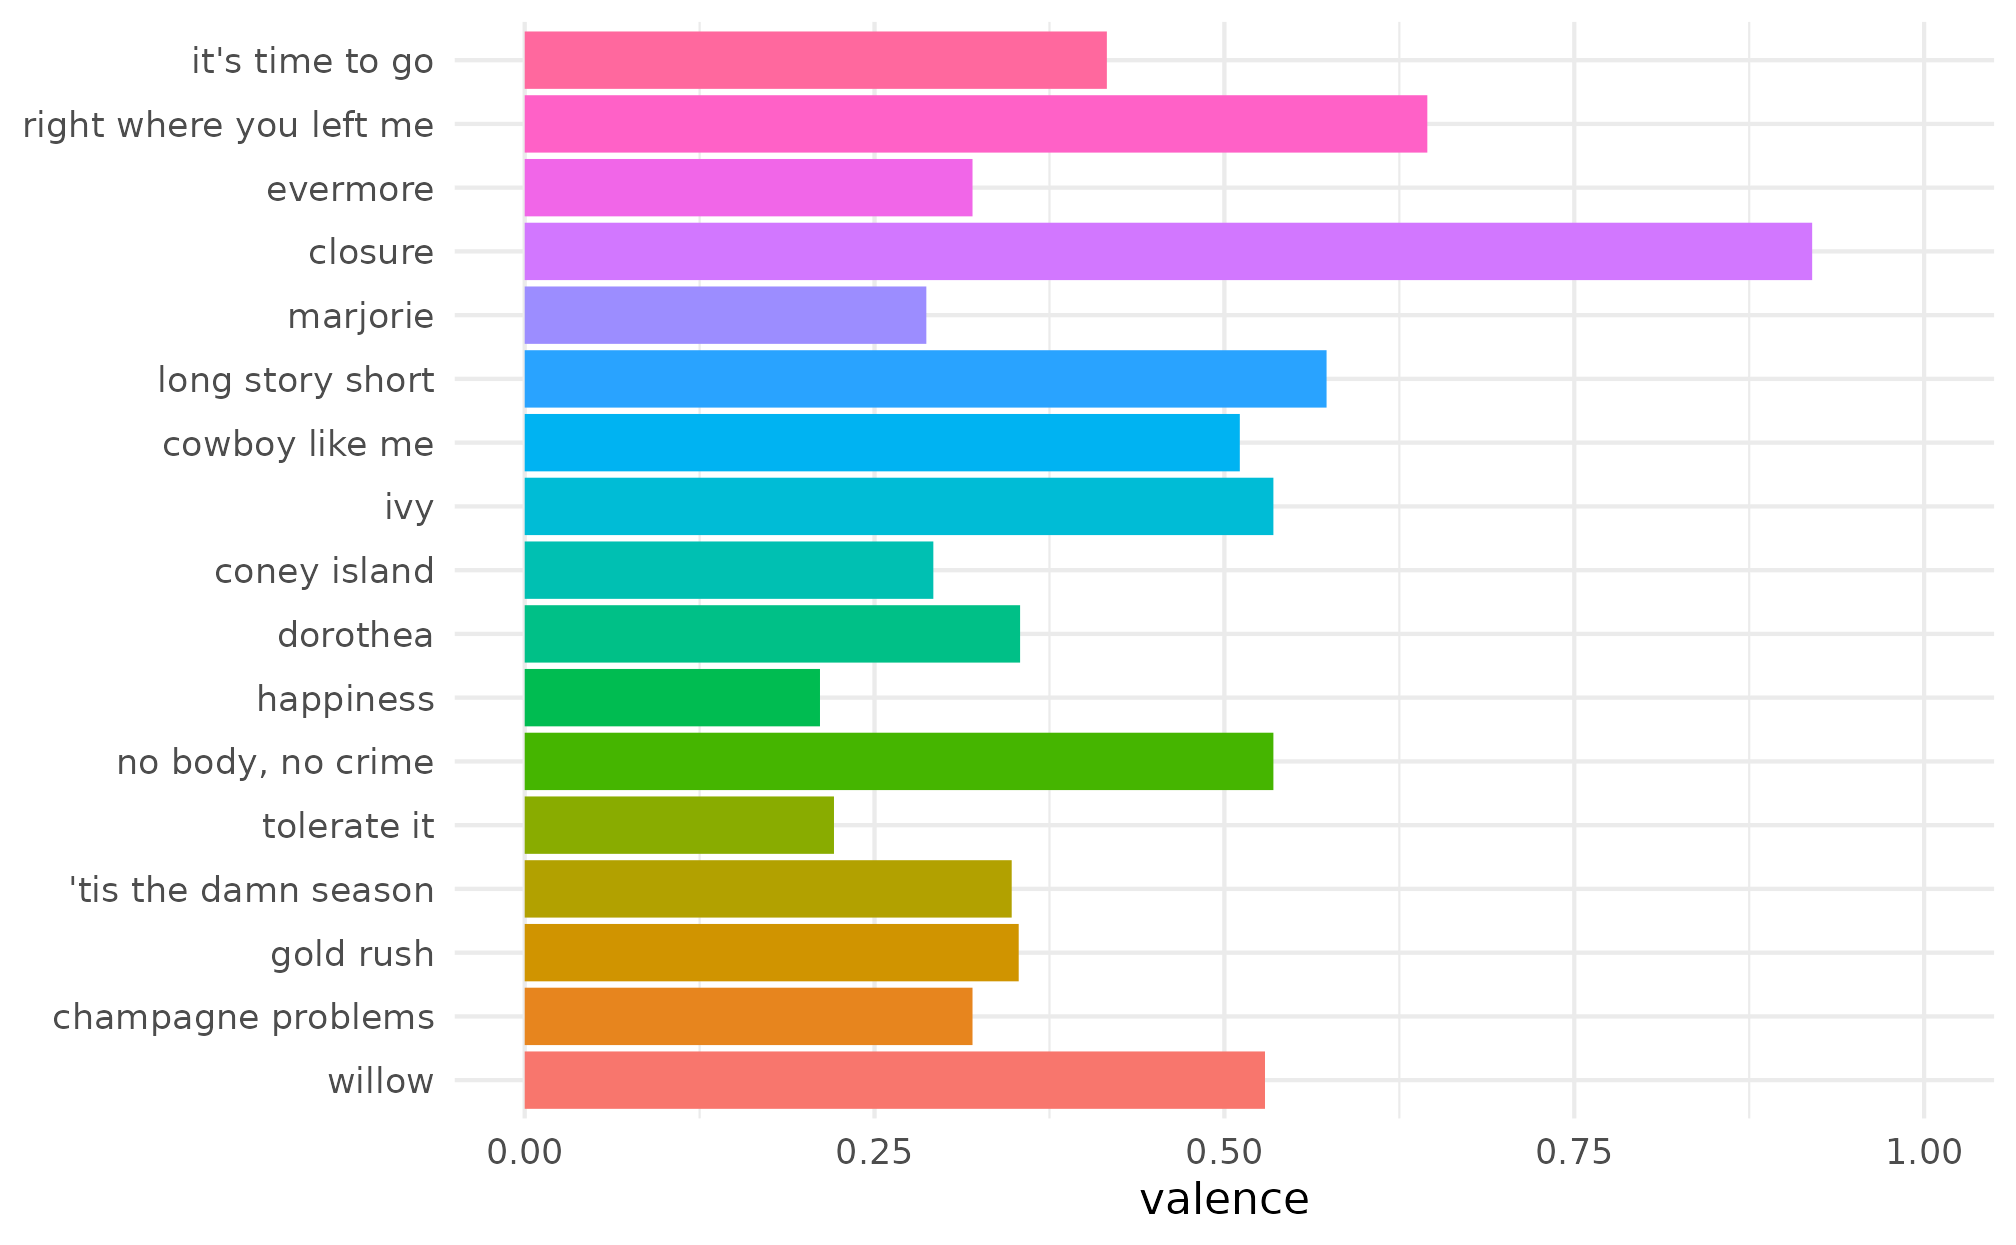 it's time to go
right where you left me
evermore
closure
marjorie
long story short
cowboy like me
ivy
coney island
dorothea
happiness
no body, no crime
tolerate it
'tis the damn season
gold rush
champagne problems
willow
0.00 0.25 0.50 0.75 1.00
valence